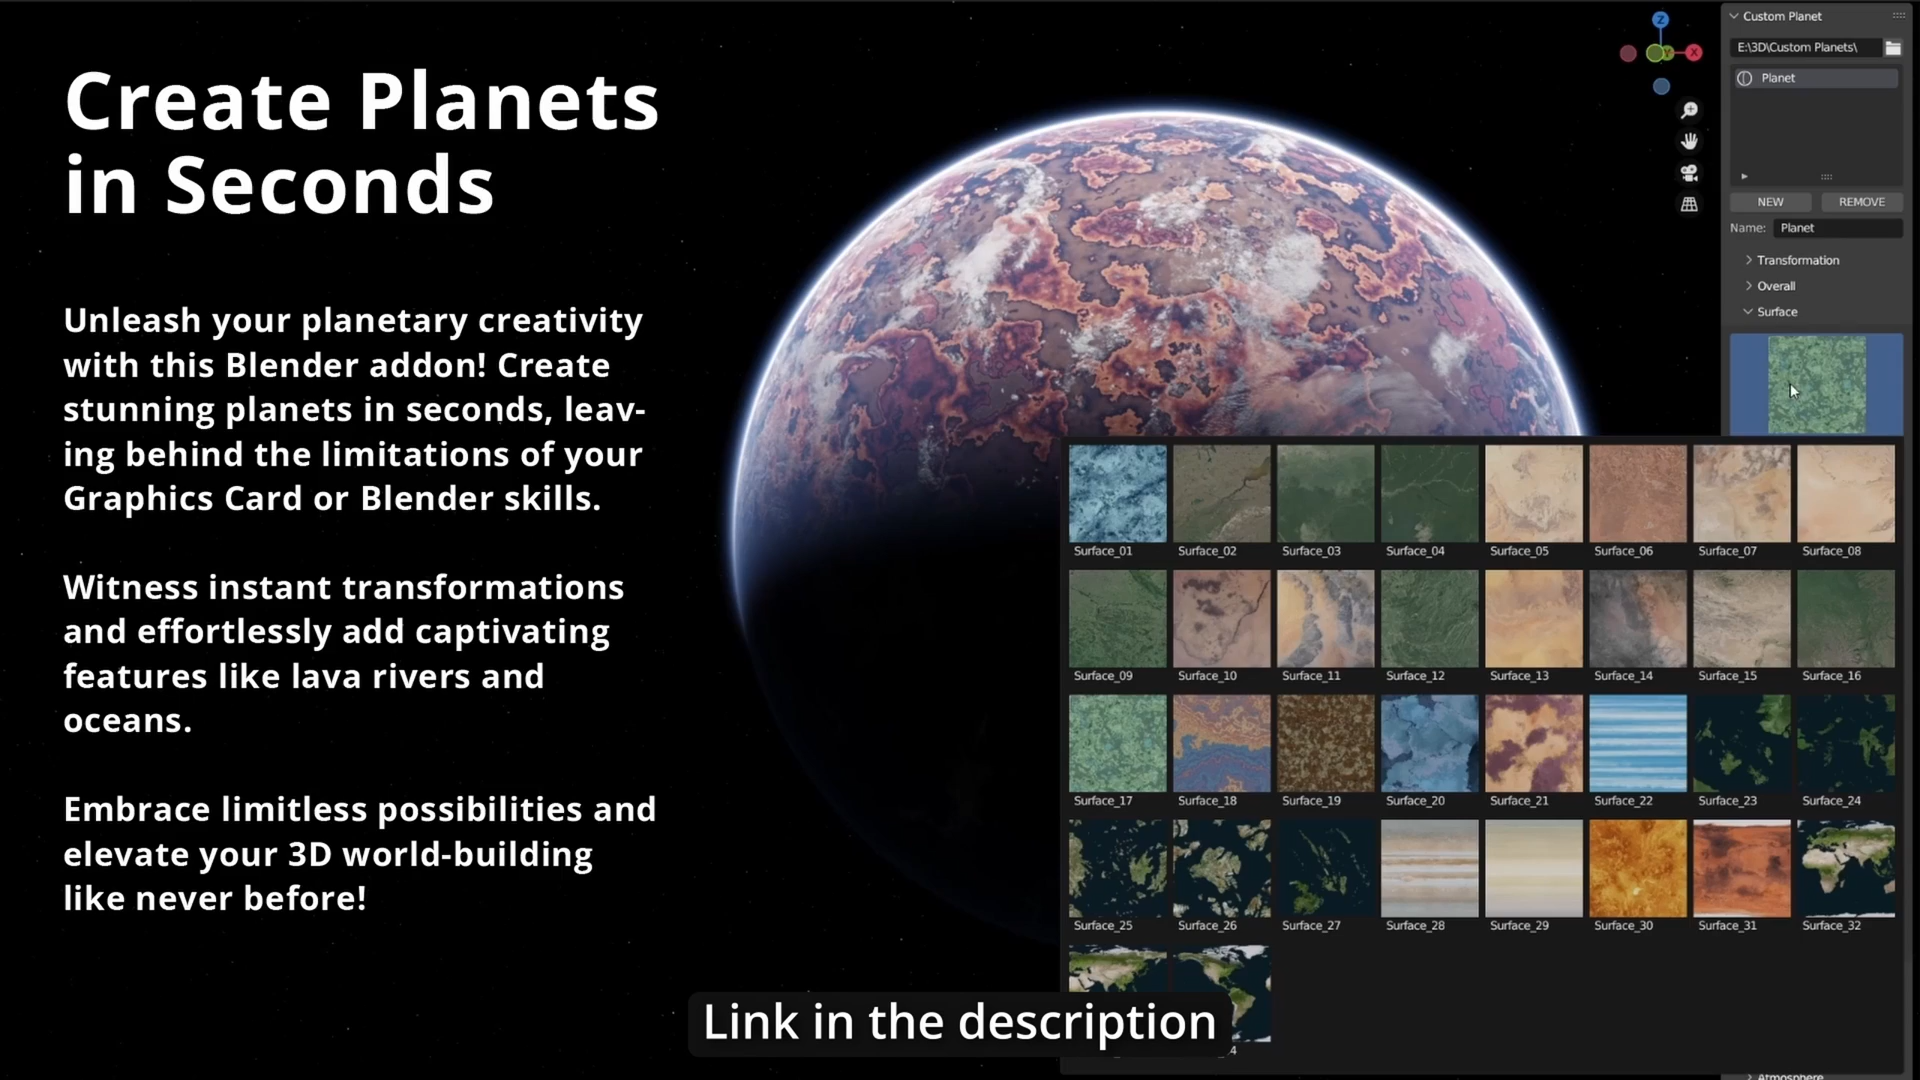 Create Planets
in Seconds
Unleash your planetary creativity
with this Blender addon! Create
stunning planets in seconds, leav-
ing behind the limitations of your
Graphics Card or Blender skills.
Witness instant transformations
and effortlessly add captivating
features like lava rivers and
oceans.
Embrace limitless possibilities and
elevate your 3D world-building
like never before!
Z
Y
X
Custom Planet
E:\3D\Custom Planets\
Planet
NEW REMOVE
Name: Planet
Transformation
Overall
Surface
Surface_01 Surface_02 Surface_03 Surface_04 Surface_05 Surface_06 Surface_07 Surface_08
Surface_09 Surface_10 Surface_11 Surface_12 Surface_13 Surface_14 Surface_15 Surface_16
Surface_17 Surface_18 Surface_19 Surface_20 Surface_21 Surface_22 Surface_23 Surface_24
Surface_25 Surface_26 Surface_27 Surface_28 Surface_29 Surface_30 Surface_31 Surface_32
Link in the description
Atmosphere